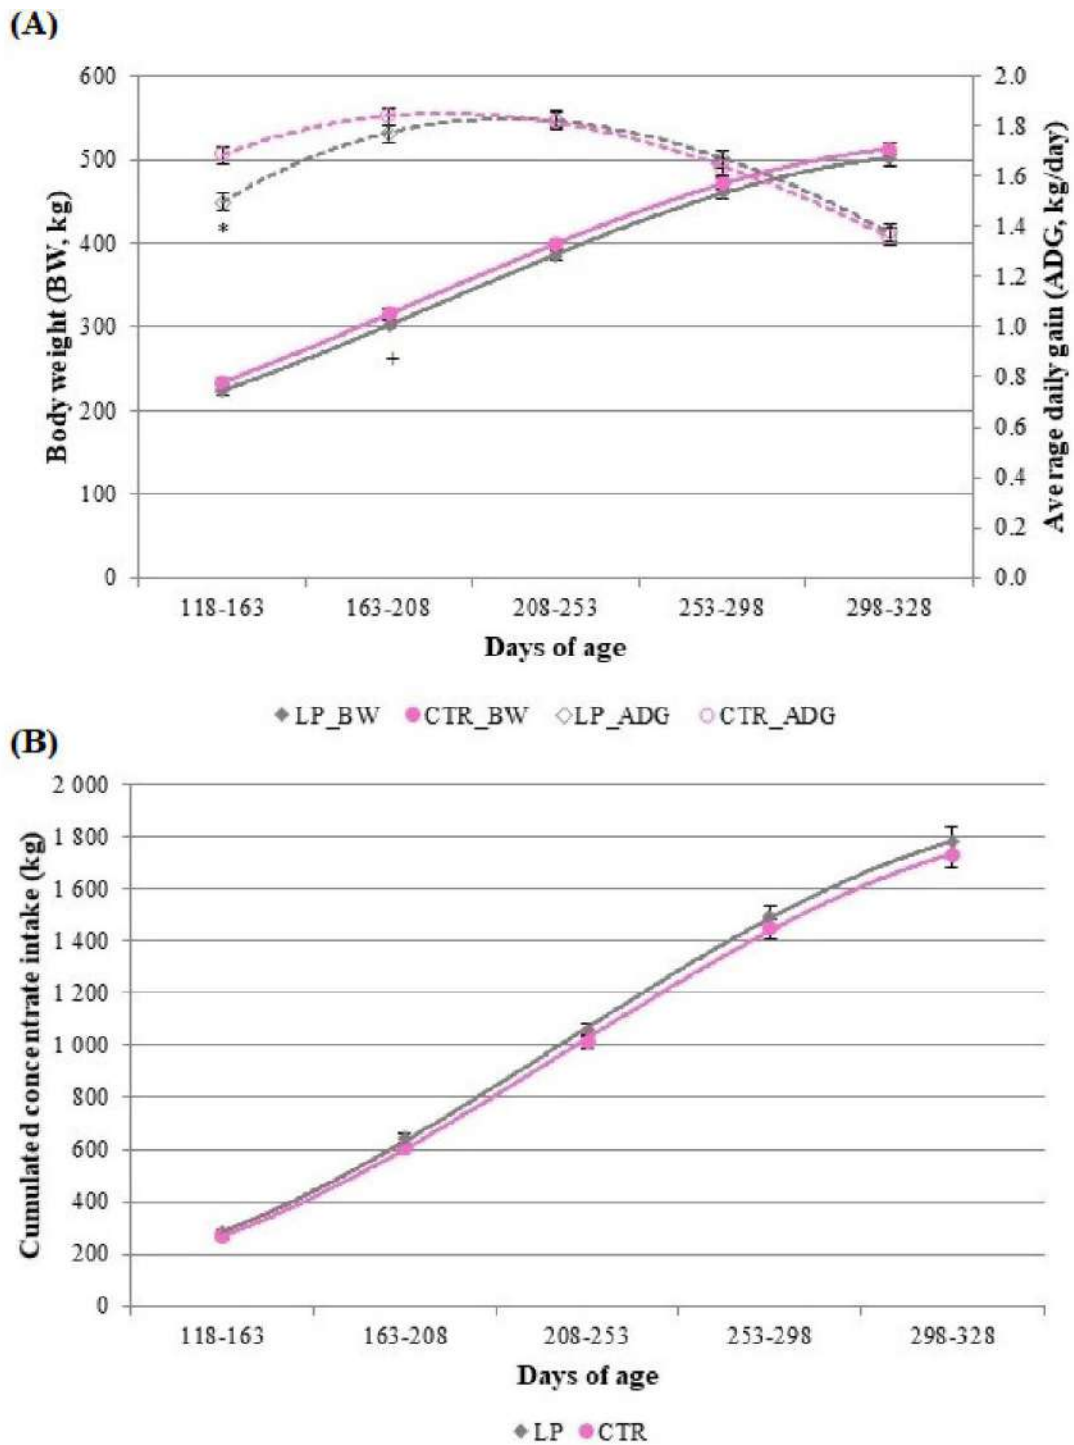 (A)
600
500
400
300
200
100
0
Body weight (BW, kg)
2.0
1.8
1.6
1.4
1.2
1.0
0.8
0.6
0.4
0.2
0.0
Average daily gain (ADG, kg/day)
*
+
118-163 163-208 208-253 253-298 298-328
Days of age
LP_BW CTR_BW LP_ADG CTR_ADG
(B)
2 000
1 800
1 600
1 400
1 200
1 000
800
600
400
200
0
Cumulated concentrate intake (kg)
118-163 163-208 208-253 253-298 298-328
Days of age
LP CTR